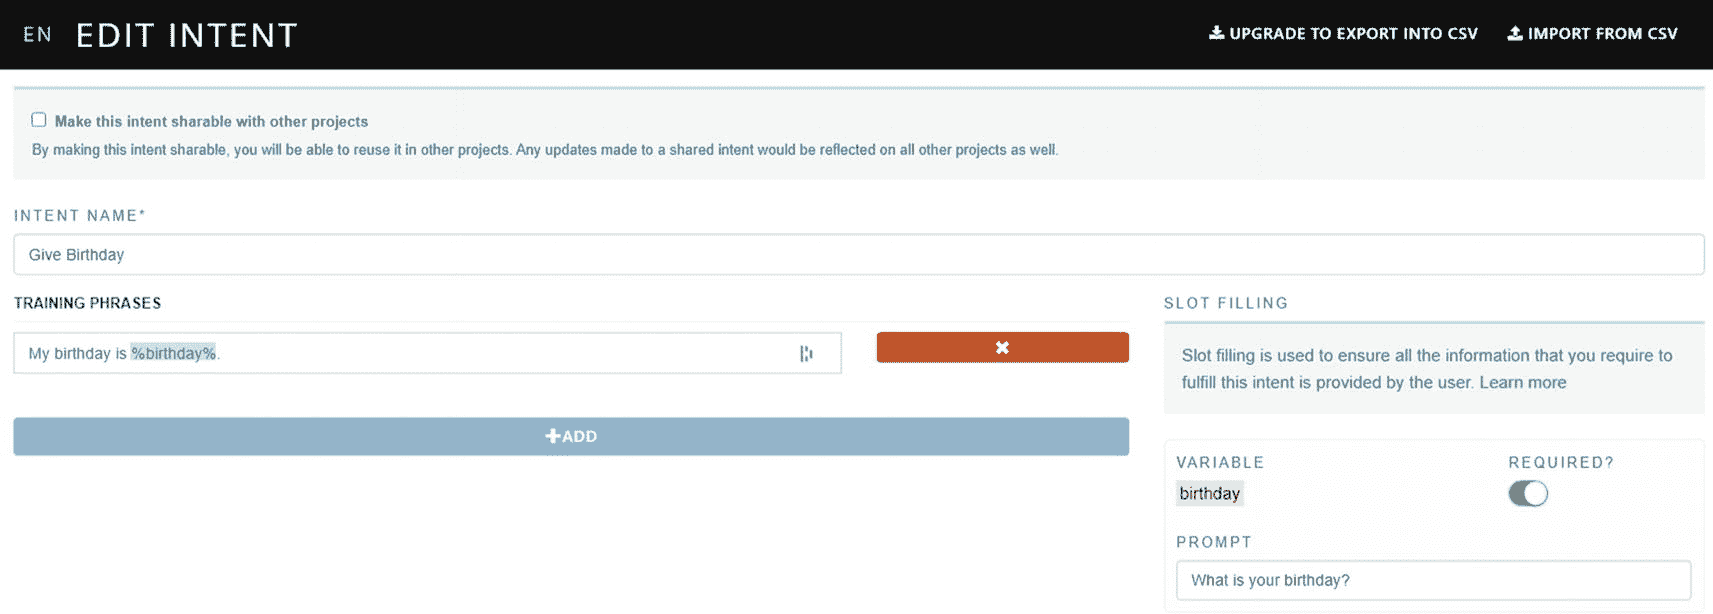 EN EDIT INTENT UPGRADE TO EXPORT INTO CSV IMPORT FROM CSV
Make this intent sharable with other projects
By making this intent sharable, you will be able to reuse it in other projects. Any updates made to a shared intent would be reflected on all other projects as well.
INTENT NAME*
Give Birthday
TRAINING PHRASES
My birthday is %birthday%.
ADD
SLOT FILLING
Slot filling is used to ensure all the information that you require to
fulfill this intent is provided by the user. Learn more
VARIABLE REQUIRED?
birthday
PROMPT
What is your birthday?